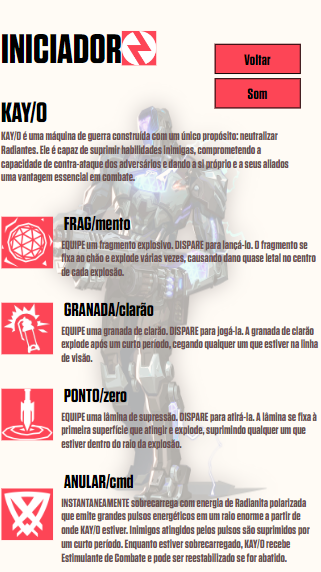 INICIADOR
Voltar
Som
KAY/O
KAY/O é uma máquina de guerra construída com um único propósito: neutralizar
Radiantes. Ele é capaz de suprimir habilidades inimigas, comprometendo a
capacidade de contra-ataque dos adversários e dando a si próprio e a seus aliados
uma vantagem essencial em combate.
FRAG/mento
EQUIPE um fragmento explosivo. DISPARE para lançá-lo. O fragmento se
fixa ao chão e explode várias vezes, causando dano quase letal no centro
de cada explosão.
GRANADA/clarão
EQUIPE uma granada de clarão. DISPARE para jogá-la. A granada de clarão
explode após um curto período, cegando qualquer um que estiver na linha
de visão.
PONTO/zero
EQUIPE uma lâmina de supressão. DISPARE para atirá-la. A lâmina se fixa à
primeira superfície que atingir e explode, suprimindo qualquer um que
estiver dentro do raio da explosão.
ANULAR/cmd
INSTANTANEAMENTE sobrecarrega com energia de Radianita polarizada
que emite grandes pulsos energéticos em um raio enorme a partir de
onde KAY/O estiver. Inimigos atingidos pelos pulsos são suprimidos por
um curto período. Enquanto estiver sobrecarregado, KAY/O recebe
Estimulante de Combate e pode ser reestabilizado se for abatido.